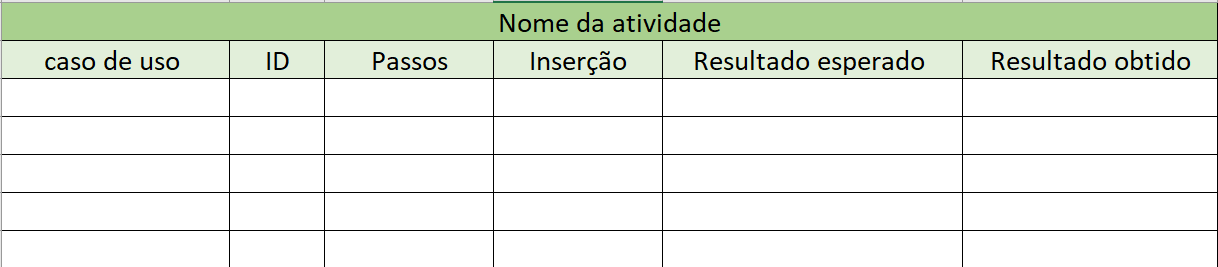 Nome da atividade
caso de uso ID Passos Inserção Resultado esperado Resultado obtido